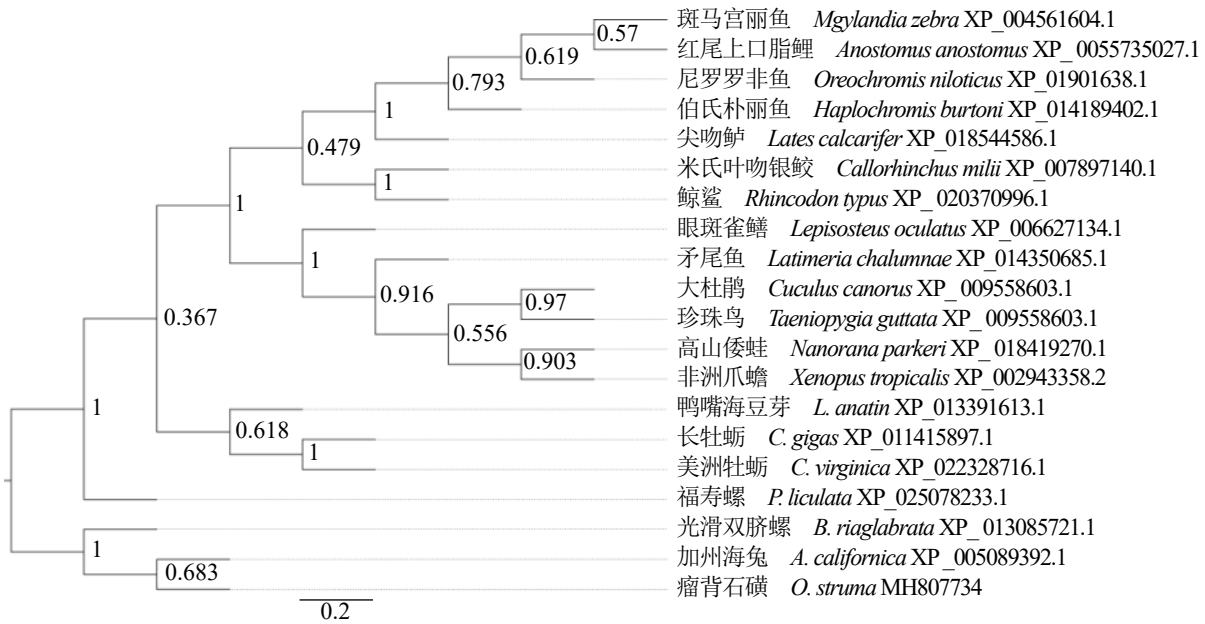 斑马宫丽鱼 Mgylandia zebra XP_004561604.1
0.57
红尾上口脂鲤 Anostomus anostomus XP_0055735027.1
0.619
尼罗罗非鱼 Oreochromis niloticus XP_01901638.1
0.793
伯氏朴丽鱼 Haplochromis burtoni XP_014189402.1
1
尖吻鲈 Lates calcarifer XP_018544586.1
0.479
米氏叶吻银鲛 Callorhinchus milii XP_007897140.1
1
鲸鲨 Rhincodon typus XP_020370996.1
1
眼斑雀鳝 Lepisosteus oculatus XP_006627134.1
1
矛尾鱼 Latimeria chalumnae XP_014350685.1
0.916
大杜鹃 Cuculus canorus XP_009558603.1
0.97
珍珠鸟 Taeniopygia guttata XP_009558603.1
0.367
0.556
高山倭蛙 Nanorana parkeri XP_018419270.1
0.903
非洲爪蟾 Xenopus tropicalis XP_002943358.2
1
鸭嘴海豆芽 L. anatin XP_013391613.1
0.618
长牡蛎 C. gigas XP_011415897.1
1
美洲牡蛎 C. virginica XP_022328716.1
福寿螺 P. liculata XP_025078233.1
光滑双脐螺 B. riaglabrata XP_013085721.1
1
加州海兔 A. californica XP_005089392.1
0.683
瘤背石磺 O. struma MH807734
0.2